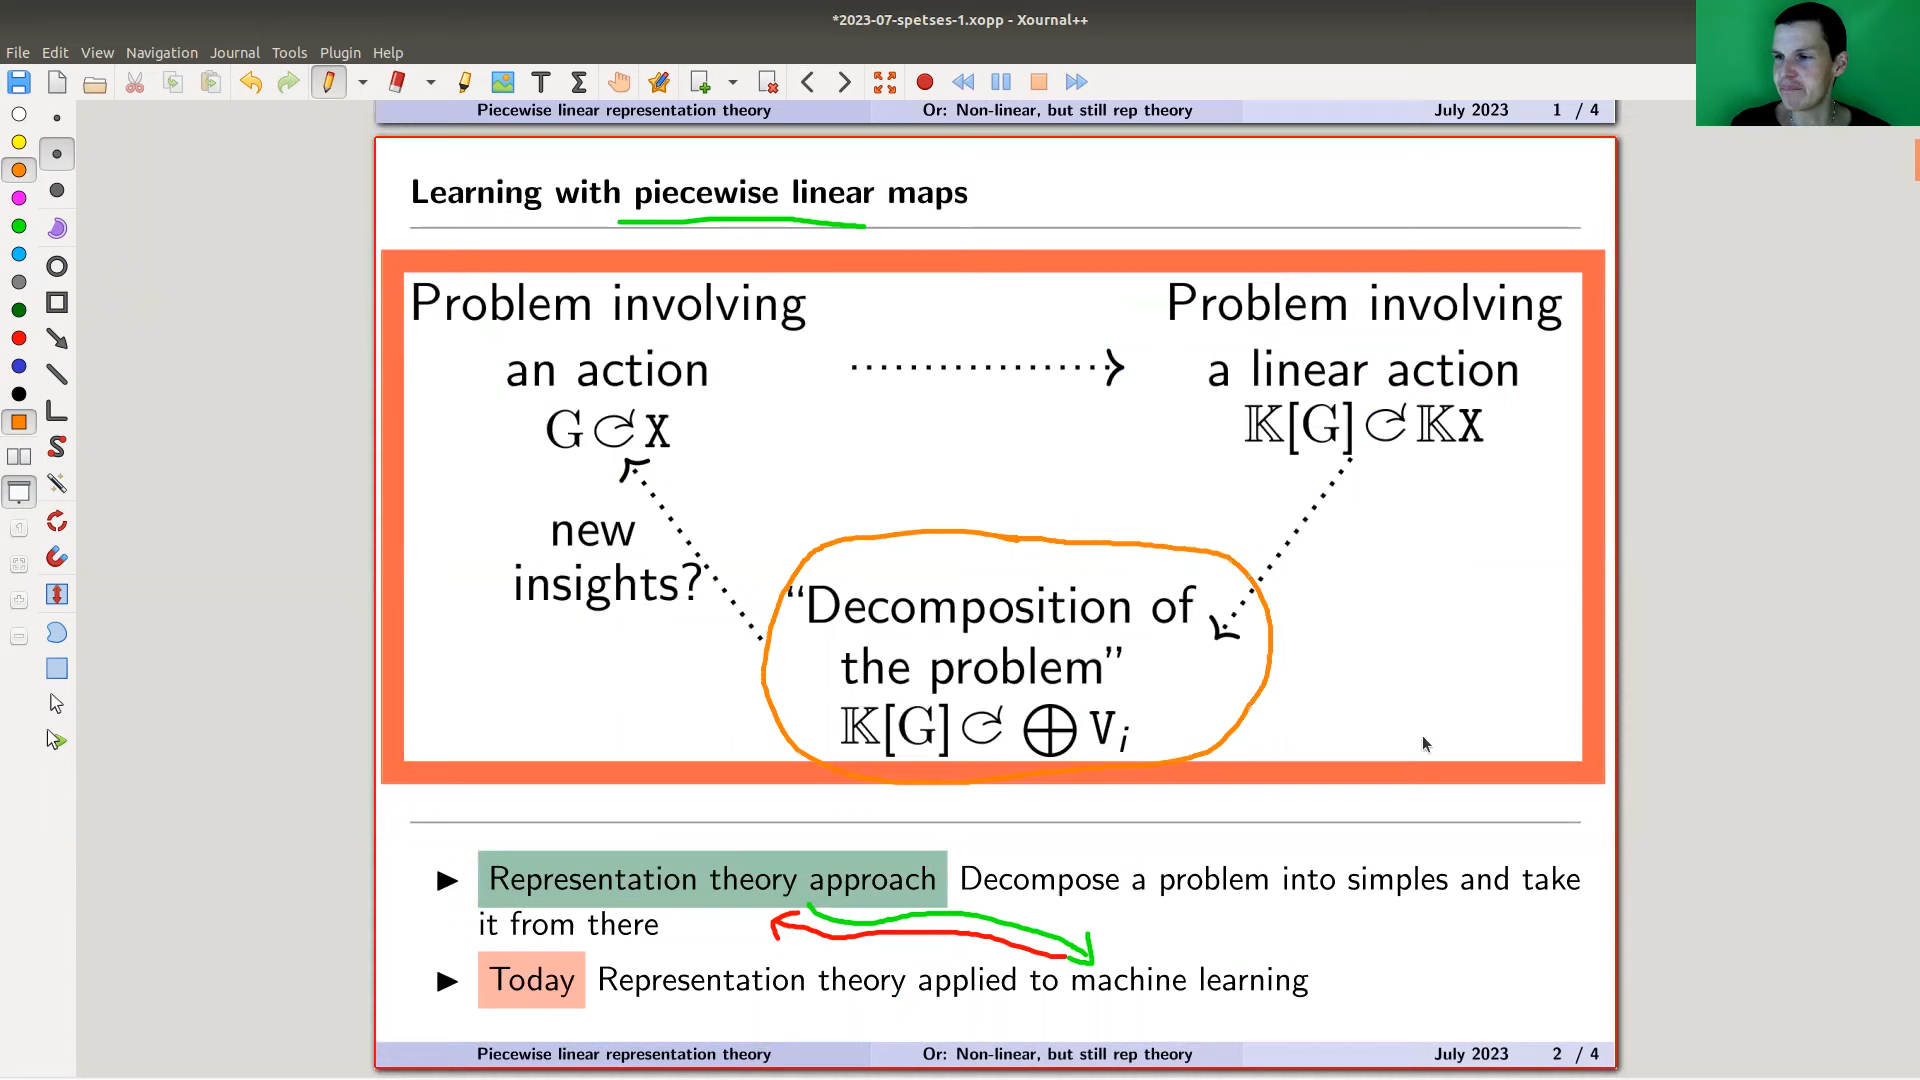 *2023-07-spetses-1.xopp - Xournal++
File Edit View Navigation Journal Tools Plugin Help
Piecewise linear representation theory Or: Non-linear, but still rep theory July 2023 1 / 4
Learning with piecewise linear maps
Problem involving Problem involving
an action a linear action
G ⟳ X 𝕂[G] ⟳ 𝕂X
new
insights?
“Decomposition of
the problem”
𝕂[G] ⟳ ⨁ V_i
▶ Representation theory approach Decompose a problem into simples and take
it from there
▶ Today Representation theory applied to machine learning
Piecewise linear representation theory Or: Non-linear, but still rep theory July 2023 2 / 4